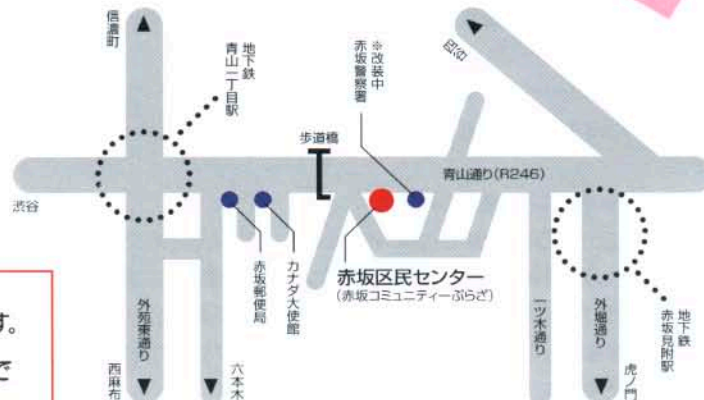 信濃町
地下鉄
青山一丁目駅
※改装中
赤坂警察署
四谷
歩道橋
青山通り(R246)
渋谷
赤坂郵便局
カナダ大使館
赤坂区民センター
(赤坂コミュニティーぷらざ)
外苑東通り
一ツ木通り
外堀通り
地下鉄
赤坂見附駅
西麻布
六本木
虎ノ門
す。
で